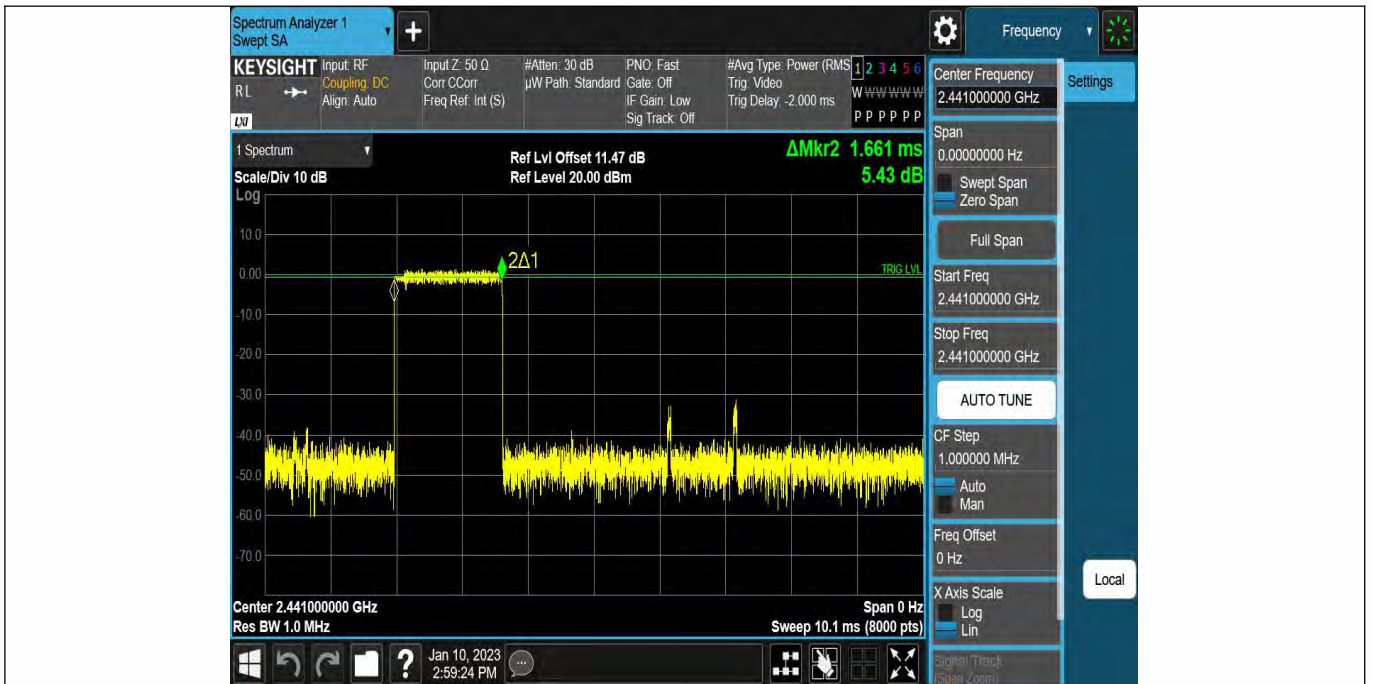 Spectrum Analyzer 1
Swept SA
Frequency
KEYSIGHT
RL
LXI
Input: RF
Coupling: DC
Align: Auto
Input Z: 50 Ω
Corr CCorr
Freq Ref: Int (S)
#Atten: 30 dB
µW Path: Standard
PNO: Fast
Gate: Off
IF Gain: Low
Sig Track: Off
#Avg Type: Power (RMS
Trig: Video
Trig Delay: -2.000 ms
1 2 3 4 5 6
W W W W W W
P P P P P P
1 Spectrum
Scale/Div 10 dB
Ref Lvl Offset 11.47 dB
Ref Level 20.00 dBm
ΔMkr2 1.661 ms
5.43 dB
Log
10.0
0.00
-10.0
-20.0
-30.0
-40.0
-50.0
-60.0
-70.0
2Δ1
TRIG LVL
Center 2.441000000 GHz
Res BW 1.0 MHz
Span 0 Hz
Sweep 10.1 ms (8000 pts)
Jan 10, 2023
2:59:24 PM
Center Frequency
2.441000000 GHz
Span
0.00000000 Hz
Swept Span
Zero Span
Full Span
Start Freq
2.441000000 GHz
Stop Freq
2.441000000 GHz
AUTO TUNE
CF Step
1.000000 MHz
Auto
Man
Freq Offset
0 Hz
X Axis Scale
Log
Lin
Signal Track
(Span Zoom)
Settings
Local